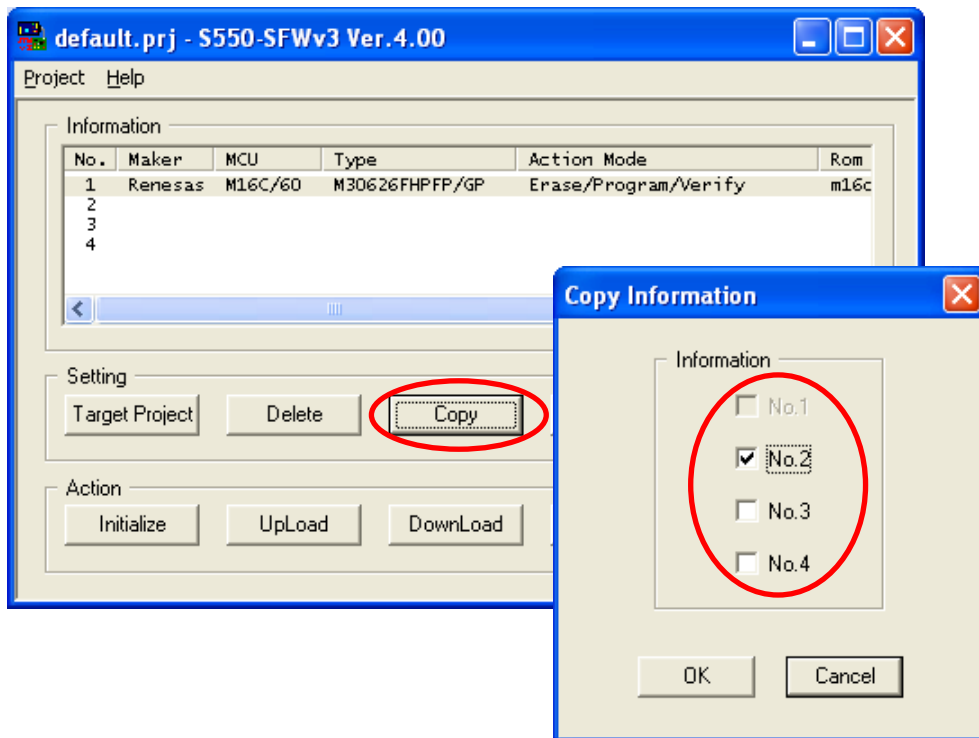 default.prj - S550-SFWv3 Ver.4.00
Project Help
Information
No. Maker MCU Type Action Mode Rom
1 Renesas M16C/60 M30626FHPFP/GP Erase/Program/Verify m16c
2
3
4
Setting
Target Project Delete Copy
Action
Initialize UpLoad DownLoad
Copy Information
Information
No.1
No.2
No.3
No.4
OK Cancel